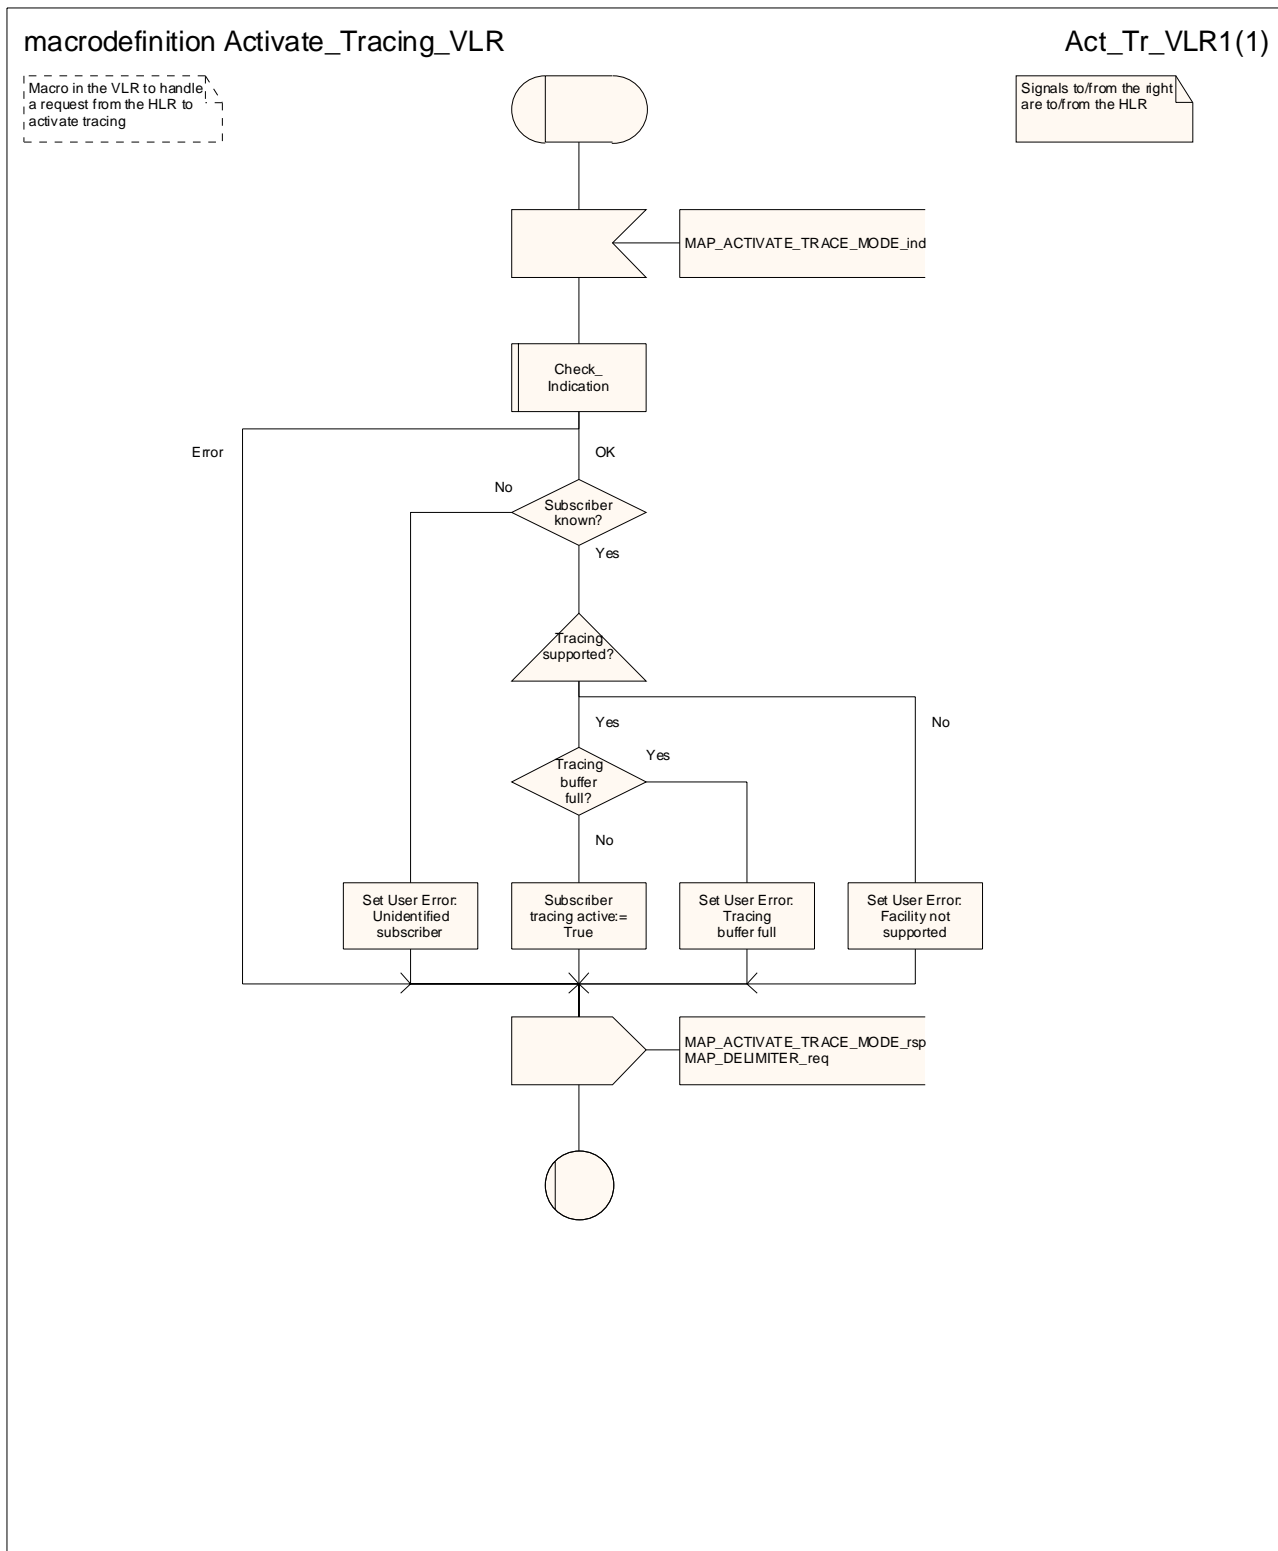 macrodefinition Activate_Tracing_VLR
Act_Tr_VLR1(1)
Macro in the VLR to handle
a request from the HLR to
activate tracing
Signals to/from the right
are to/from the HLR
MAP_ACTIVATE_TRACE_MODE_ind
Check_
Indication
Error
OK
No
Subscriber
known?
Yes
Tracing
supported?
Yes
No
Yes
Tracing
buffer
full?
No
Set User Error:
Unidentified
subscriber
Subscriber
tracing active:=
True
Set User Error:
Tracing
buffer full
Set User Error:
Facility not
supported
MAP_ACTIVATE_TRACE_MODE_rsp
MAP_DELIMITER_req